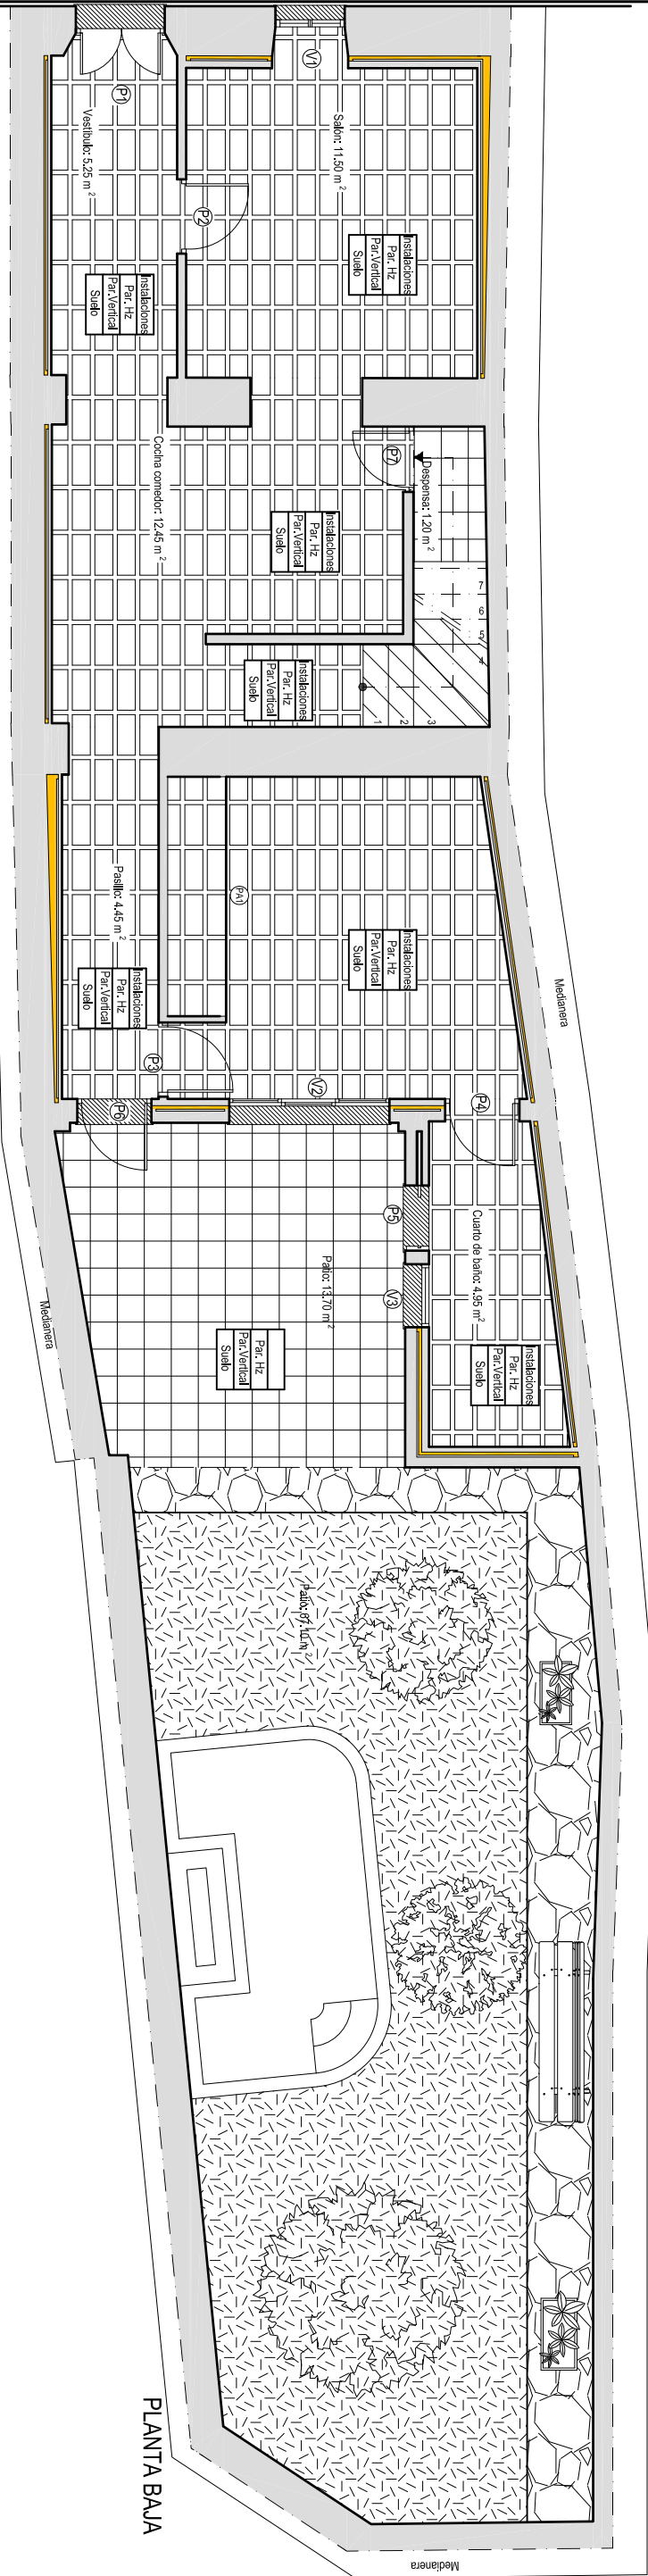 P1
Vestíbulo: 5.25 m²
V1
Salón: 11.50 m²
P2
Instalaciones
Par. Hz
Par.Vertical
Suelo
Instalaciones
Par. Hz
Par.Vertical
Suelo
Cocina comedor: 12.45 m²
P7
Despensa: 1.20 m²
Instalaciones
Par. Hz
Par.Vertical
Suelo
7
6
5
4
3
2
1
Instalaciones
Par. Hz
Par.Vertical
Suelo
Pasillo: 4.45 m²
PA1
Instalaciones
Par. Hz
Par.Vertical
Suelo
Medianera
Instalaciones
Par. Hz
Par.Vertical
Suelo
P3
V2
P4
P6
P5
Cuarto de baño: 4.95 m²
V3
Patio: 13.70 m²
Medianera
Par. Hz
Par.Vertical
Suelo
Instalaciones
Par. Hz
Par.Vertical
Suelo
Patio: 67.10 m²
PLANTA BAJA
Medianera